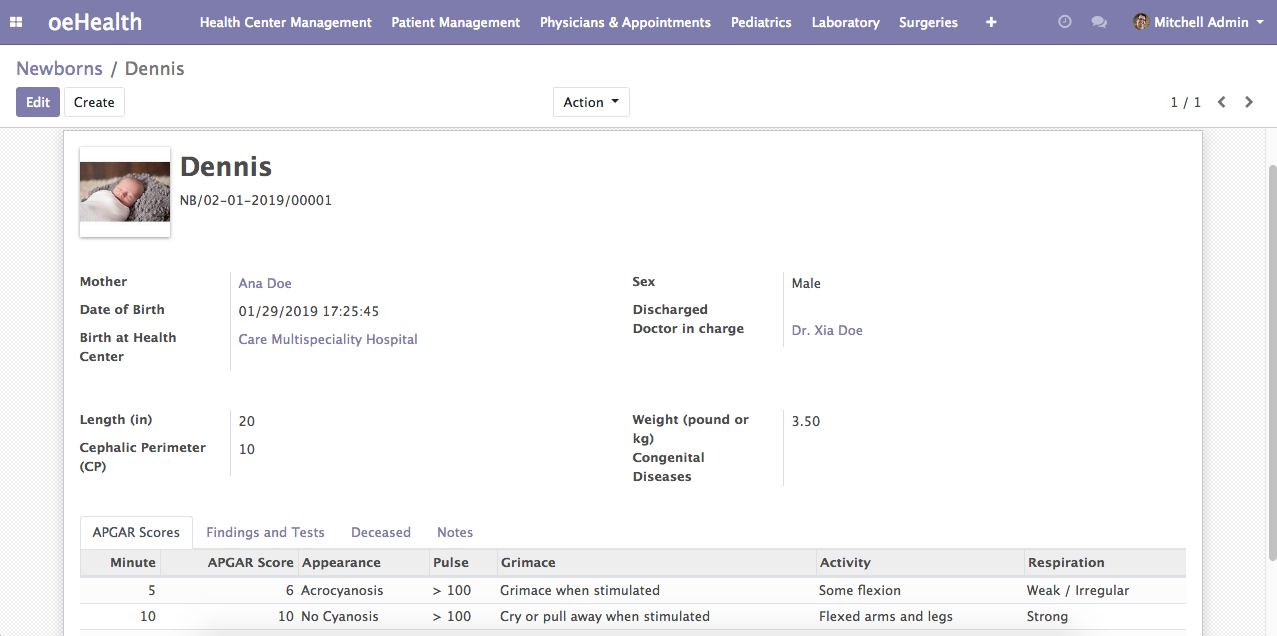 oeHealth Health Center Management Patient Management Physicians & Appointments Pediatrics Laboratory Surgeries + Mitchell Admin
Newborns / Dennis
Edit Create Action 1 / 1
Dennis
NB/02-01-2019/00001
Mother Ana Doe Sex Male
Date of Birth 01/29/2019 17:25:45 Discharged
Birth at Health Center Care Multispeciality Hospital Doctor in charge Dr. Xia Doe
Length (in) 20 Weight (pound or kg) 3.50
Cephalic Perimeter (CP) 10 Congenital Diseases
APGAR Scores Findings and Tests Deceased Notes
Minute APGAR Score Appearance Pulse Grimace Activity Respiration
5 6 Acrocyanosis > 100 Grimace when stimulated Some flexion Weak / Irregular
10 10 No Cyanosis > 100 Cry or pull away when stimulated Flexed arms and legs Strong